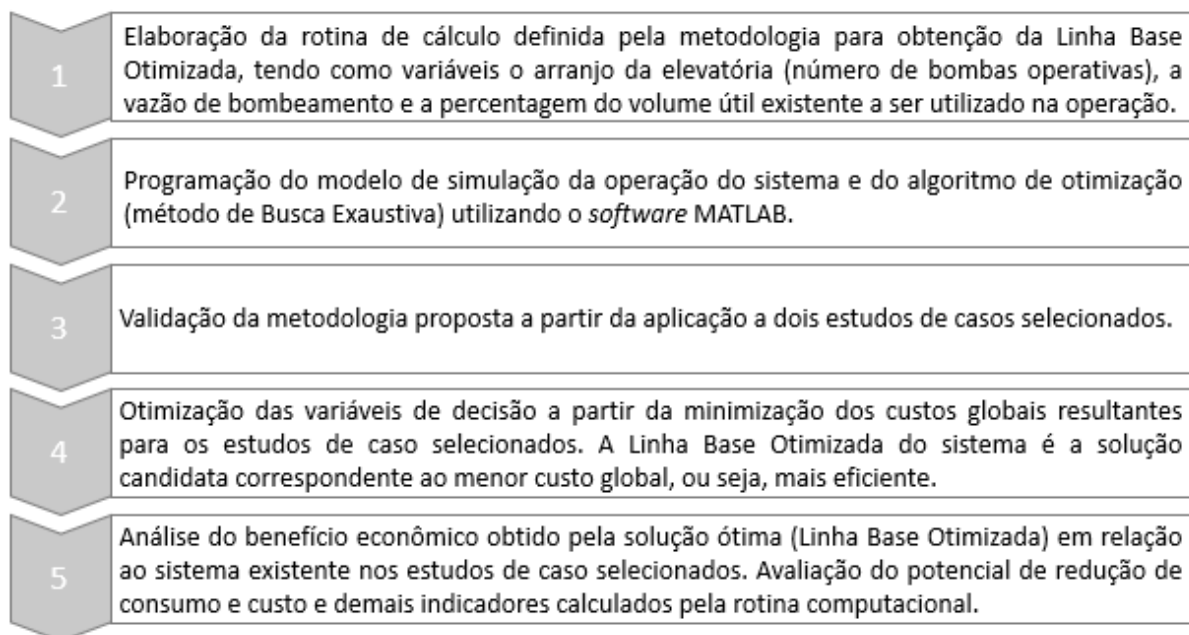 1
Elaboração da rotina de cálculo definida pela metodologia para obtenção da Linha Base
Otimizada, tendo como variáveis o arranjo da elevatória (número de bombas operativas), a
vazão de bombeamento e a percentagem do volume útil existente a ser utilizado na operação.
2
Programação do modelo de simulação da operação do sistema e do algoritmo de otimização
(método de Busca Exaustiva) utilizando o software MATLAB.
3
Validação da metodologia proposta a partir da aplicação a dois estudos de casos selecionados.
4
Otimização das variáveis de decisão a partir da minimização dos custos globais resultantes
para os estudos de caso selecionados. A Linha Base Otimizada do sistema é a solução
candidata correspondente ao menor custo global, ou seja, mais eficiente.
5
Análise do benefício econômico obtido pela solução ótima (Linha Base Otimizada) em relação
ao sistema existente nos estudos de caso selecionados. Avaliação do potencial de redução de
consumo e custo e demais indicadores calculados pela rotina computacional.